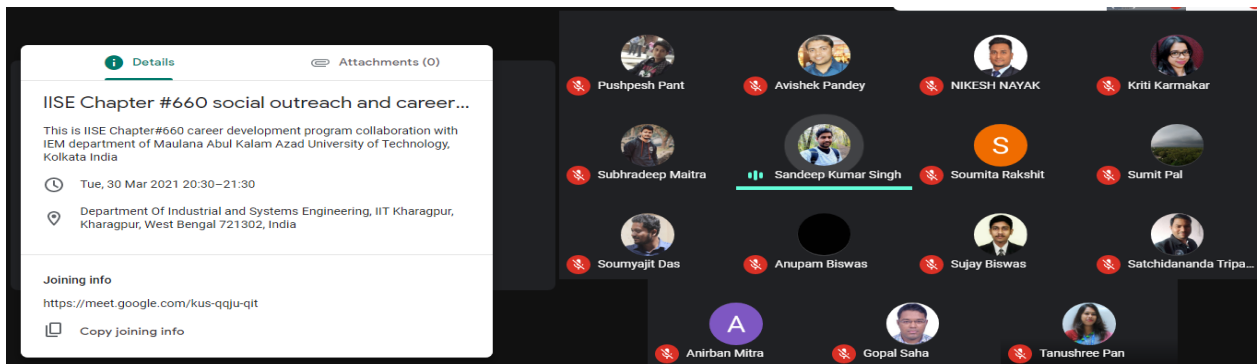 Details
Attachments (0)
IISE Chapter #660 social outreach and career...
This is IISE Chapter#660 career development program collaboration with
IEM department of Maulana Abul Kalam Azad University of Technology,
Kolkata India
Tue, 30 Mar 2021 20:30–21:30
Department Of Industrial and Systems Engineering, IIT Kharagpur,
Kharagpur, West Bengal 721302, India
Joining info
https://meet.google.com/kus-qqju-qit
Copy joining info
Pushpesh Pant
Avishek Pandey
NIKESH NAYAK
Kriti Karmakar
Subhradeep Maitra
Sandeep Kumar Singh
S
Soumita Rakshit
Sumit Pal
Soumyajit Das
Anupam Biswas
Sujay Biswas
Satchidananda Tripa...
A
Anirban Mitra
Gopal Saha
Tanushree Pan